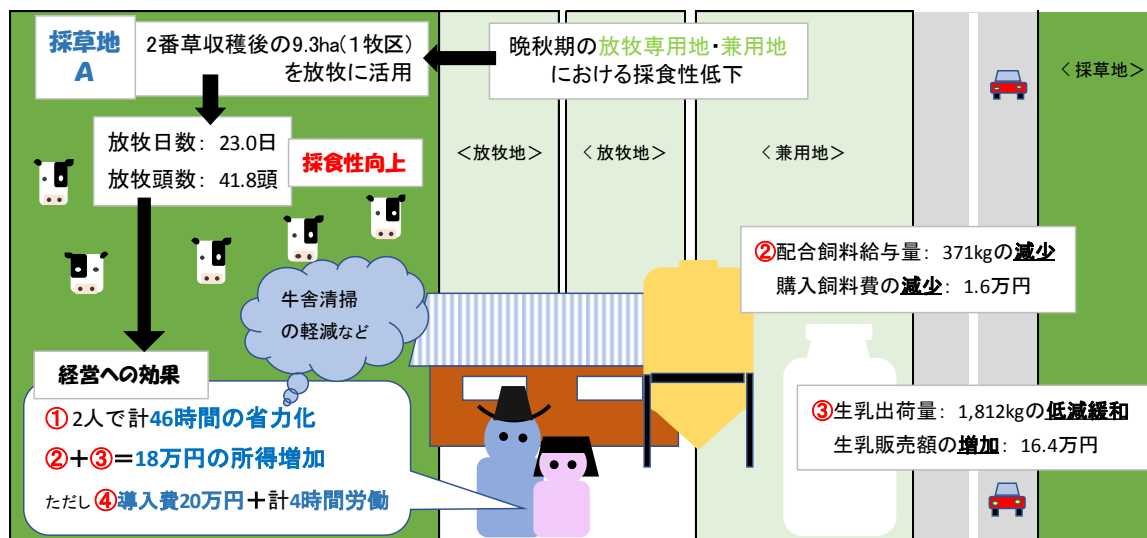 採草地
A
2番草収穫後の9.3ha(1牧区)
を放牧に活用
晩秋期の放牧専用地・兼用地
における採食性低下
<採草地>
放牧日数: 23.0日
放牧頭数: 41.8頭
採食性向上
<放牧地>
<放牧地>
<兼用地>
②配合飼料給与量: 371kgの減少
購入飼料費の減少: 1.6万円
牛舎清掃
の軽減など
経営への効果
①2人で計46時間の省力化
②+③=18万円の所得増加
ただし④導入費20万円+計4時間労働
③生乳出荷量: 1,812kgの低減緩和
生乳販売額の増加: 16.4万円